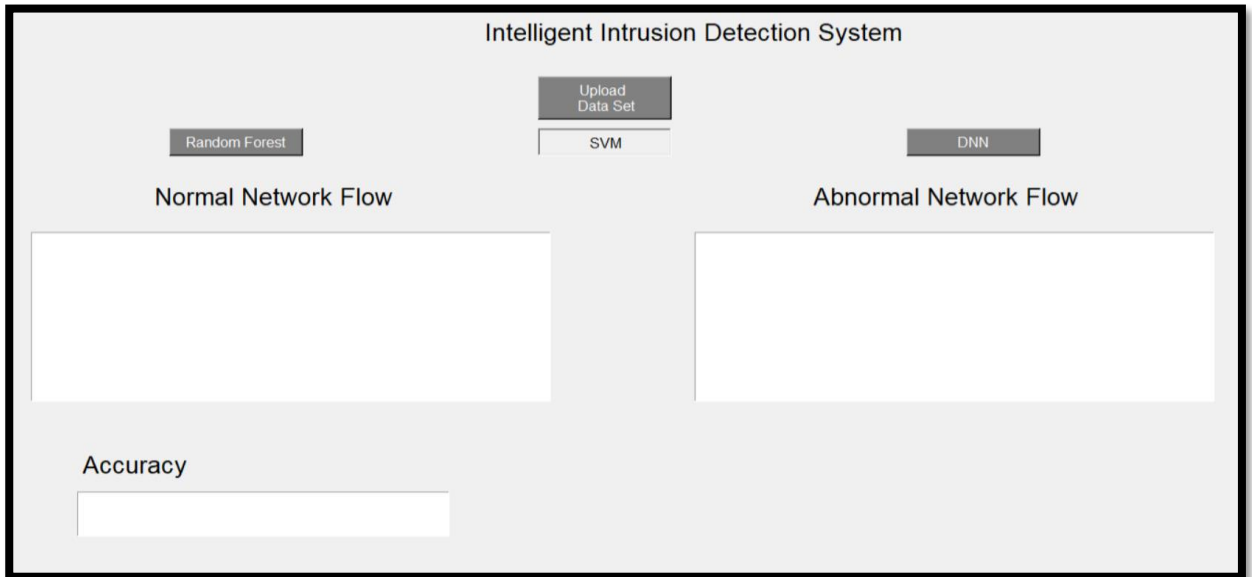 Intelligent Intrusion Detection System
Upload
Data Set
Random Forest
SVM
DNN
Normal Network Flow
Abnormal Network Flow
Accuracy